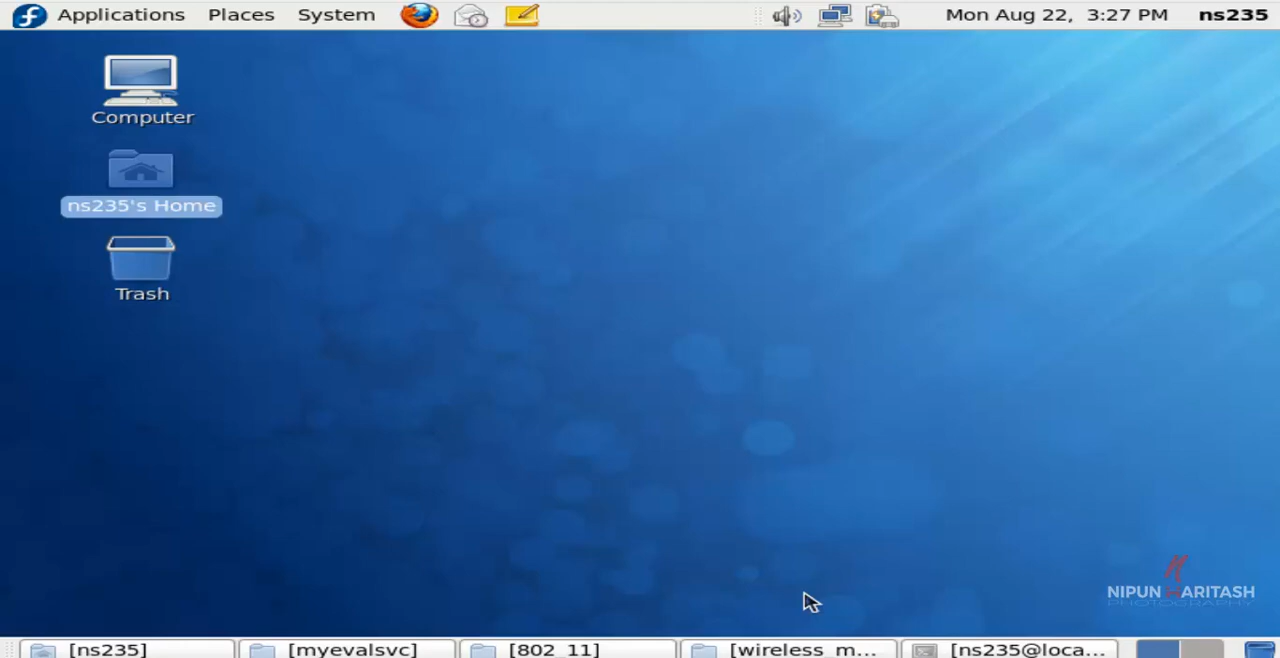 Applications Places System Mon Aug 22, 3:27 PM ns235
Computer
ns235's Home
Trash
NIPUN HARITASH
PHOTOGRAPHY
[ns235] [myevalsvc] [802_11] [wireless_m... [ns235@loca...